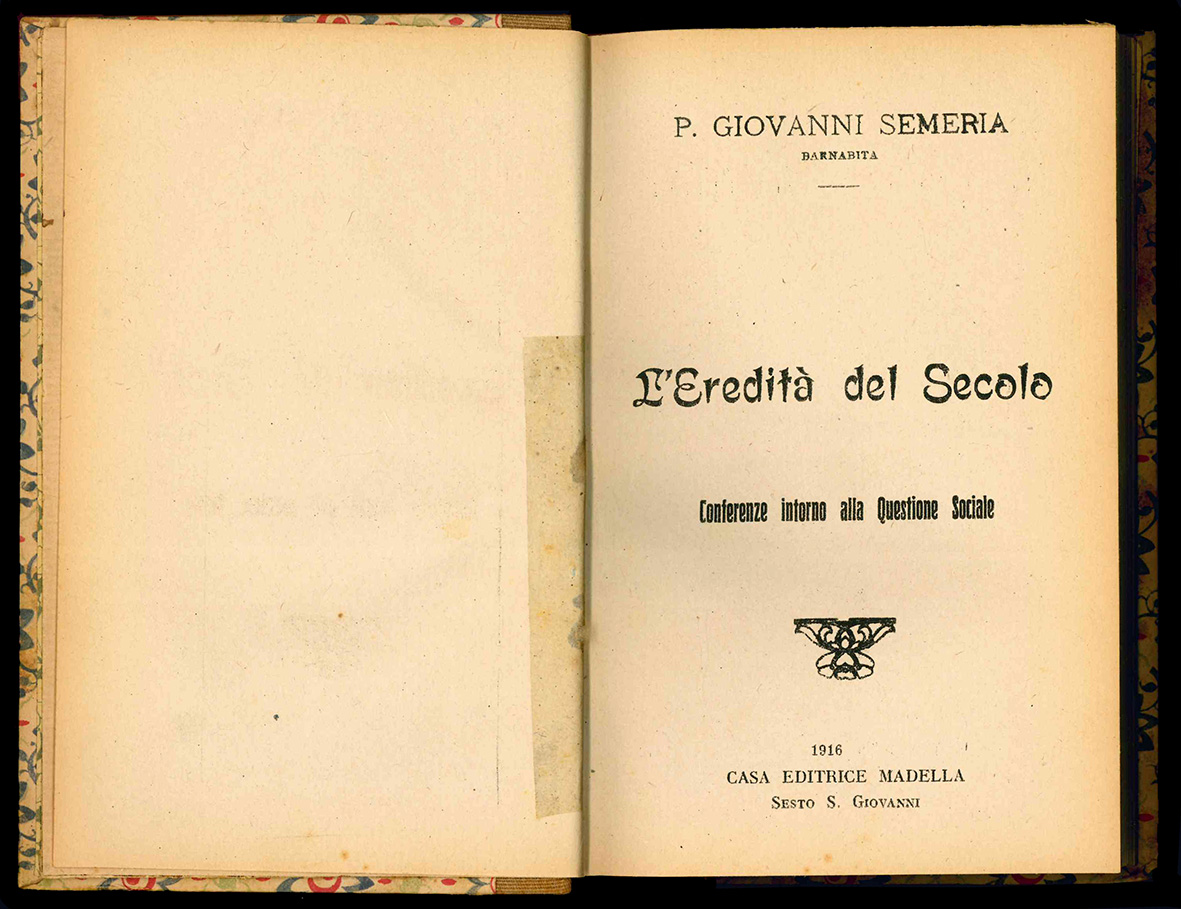 P. GIOVANNI SEMERIA
BARNABITA
L'Eredità del Secolo
Conferenze intorno alla Questione Sociale
1916
CASA EDITRICE MADELLA
SESTO S. GIOVANNI